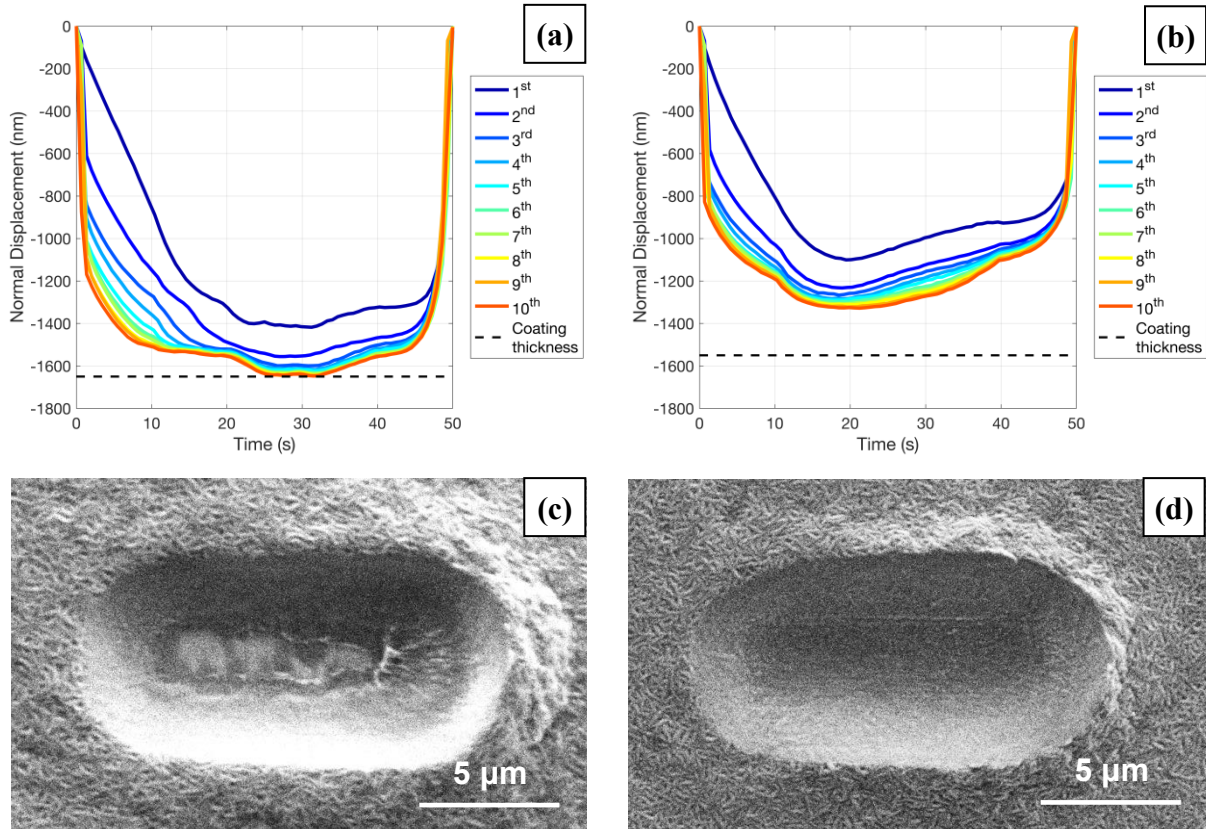 (a)
0
-200
-400
-600
-800
-1000
-1200
-1400
-1600
-1800
Normal Displacement (nm)
0 10 20 30 40 50
Time (s)
1st
2nd
3rd
4th
5th
6th
7th
8th
9th
10th
Coating
thickness
(b)
0
-200
-400
-600
-800
-1000
-1200
-1400
-1600
-1800
Normal Displacement (nm)
0 10 20 30 40 50
Time (s)
1st
2nd
3rd
4th
5th
6th
7th
8th
9th
10th
Coating
thickness
(c)
5 µm
(d)
5 µm